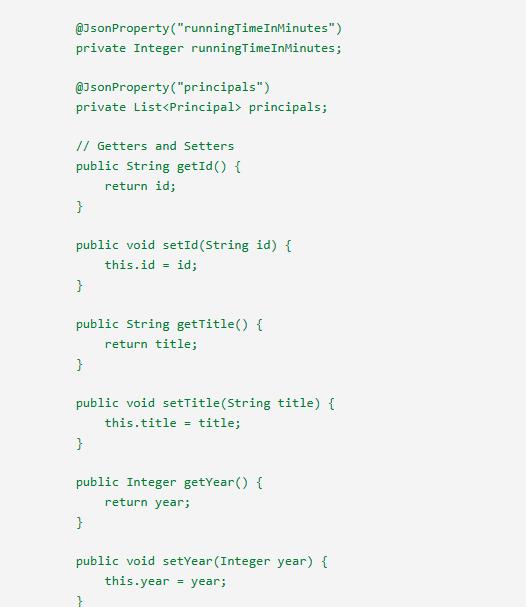 @JsonProperty("runningTimeInMinutes")
private Integer runningTimeInMinutes;

@JsonProperty("principals")
private List<Principal> principals;

// Getters and Setters
public String getId() {
    return id;
}

public void setId(String id) {
    this.id = id;
}

public String getTitle() {
    return title;
}

public void setTitle(String title) {
    this.title = title;
}

public Integer getYear() {
    return year;
}

public void setYear(Integer year) {
    this.year = year;
}